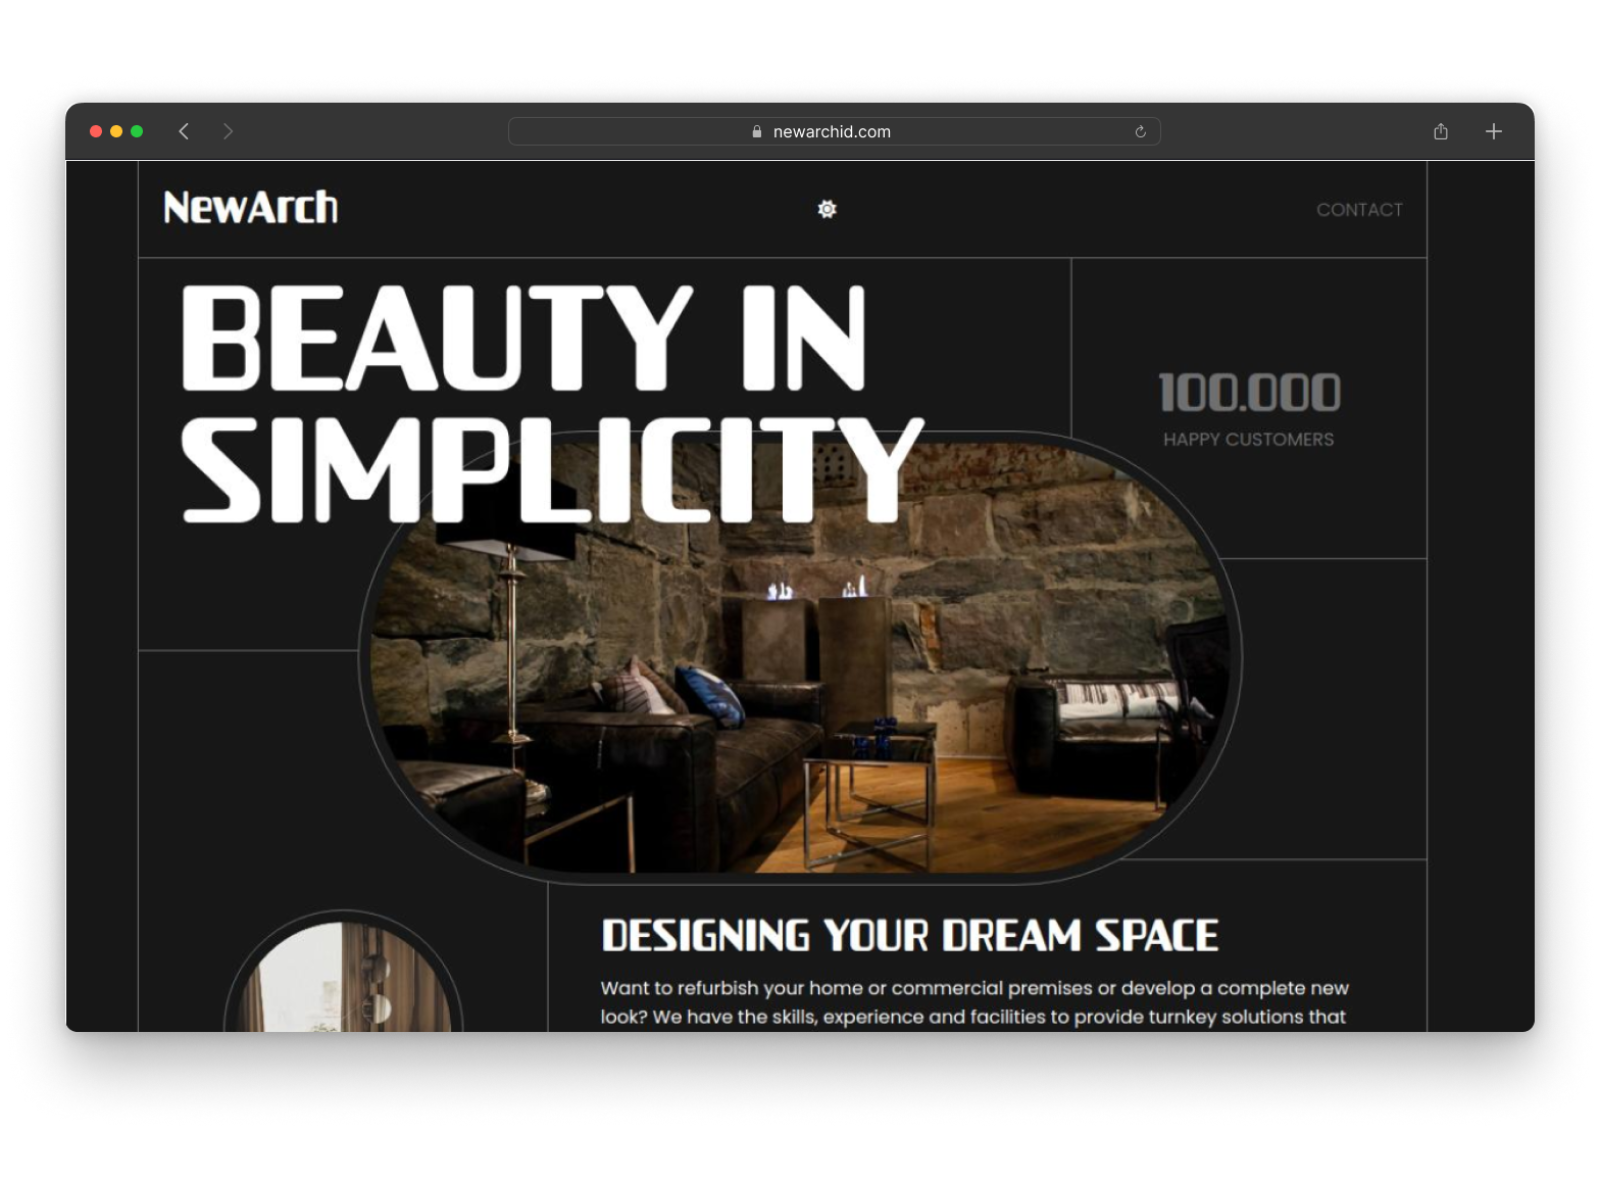 newarchid.com
NewArch
CONTACT
BEAUTY IN
SIMPLICITY
100.000
HAPPY CUSTOMERS
DESIGNING YOUR DREAM SPACE
Want to refurbish your home or commercial premises or develop a complete new
look? We have the skills, experience and facilities to provide turnkey solutions that